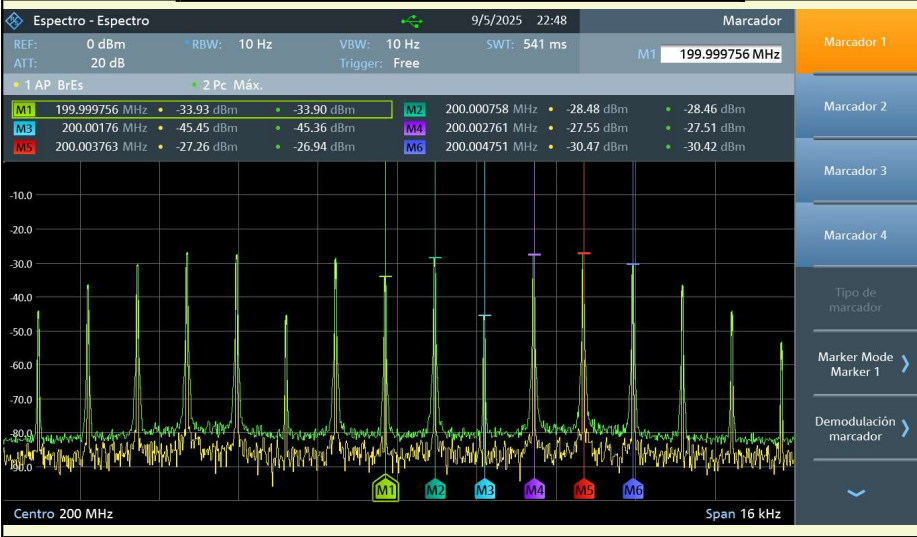 Espectro - Espectro 9/5/2025 22:48 Marcador
REF: 0 dBm RBW: 10 Hz VBW: 10 Hz SWT: 541 ms
ATT: 20 dB Trigger: Free M1 199.999756 MHz
1 AP BrEs 2 Pc Máx.
M1 199.999756 MHz -33.93 dBm -33.90 dBm M2 200.000758 MHz -28.48 dBm -28.46 dBm
M3 200.00176 MHz -45.45 dBm -45.36 dBm M4 200.002761 MHz -27.55 dBm -27.51 dBm
M5 200.003763 MHz -27.26 dBm -26.94 dBm M6 200.004751 MHz -30.47 dBm -30.42 dBm
-10.0
-20.0
-30.0
-40.0
-50.0
-60.0
-70.0
-80.0
-90.0
M1 M2 M3 M4 M5 M6
Centro 200 MHz Span 16 kHz
Marcador 1
Marcador 2
Marcador 3
Marcador 4
Tipo de
marcador
Marker Mode
Marker 1
Demodulación
marcador